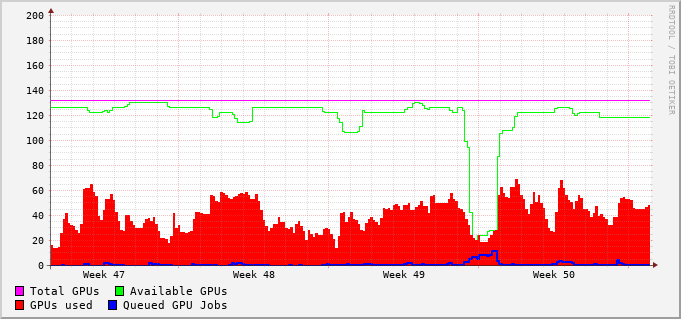 200
180
160
140
120
100
80
60
40
20
0
Week 47 Week 48 Week 49 Week 50
Total GPUs Available GPUs
GPUs used Queued GPU Jobs
RRDTOOL / TOBI OETIKER